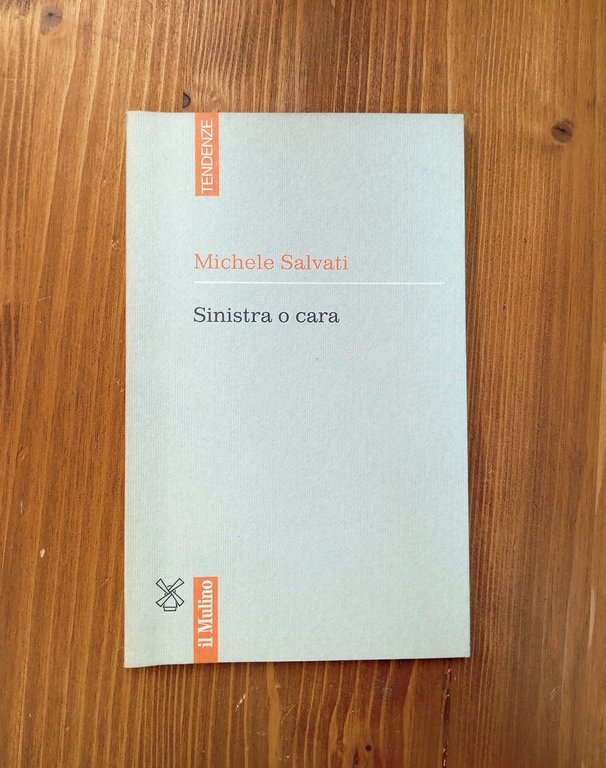 TENDENZE
Michele Salvati
Sinistra o cara
il Mulino